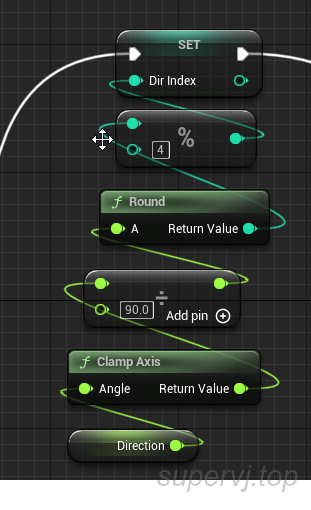 SET
Dir Index
%
4
ƒ Round
A Return Value
÷
90.0 Add pin
ƒ Clamp Axis
Angle Return Value
Direction
supervj.top